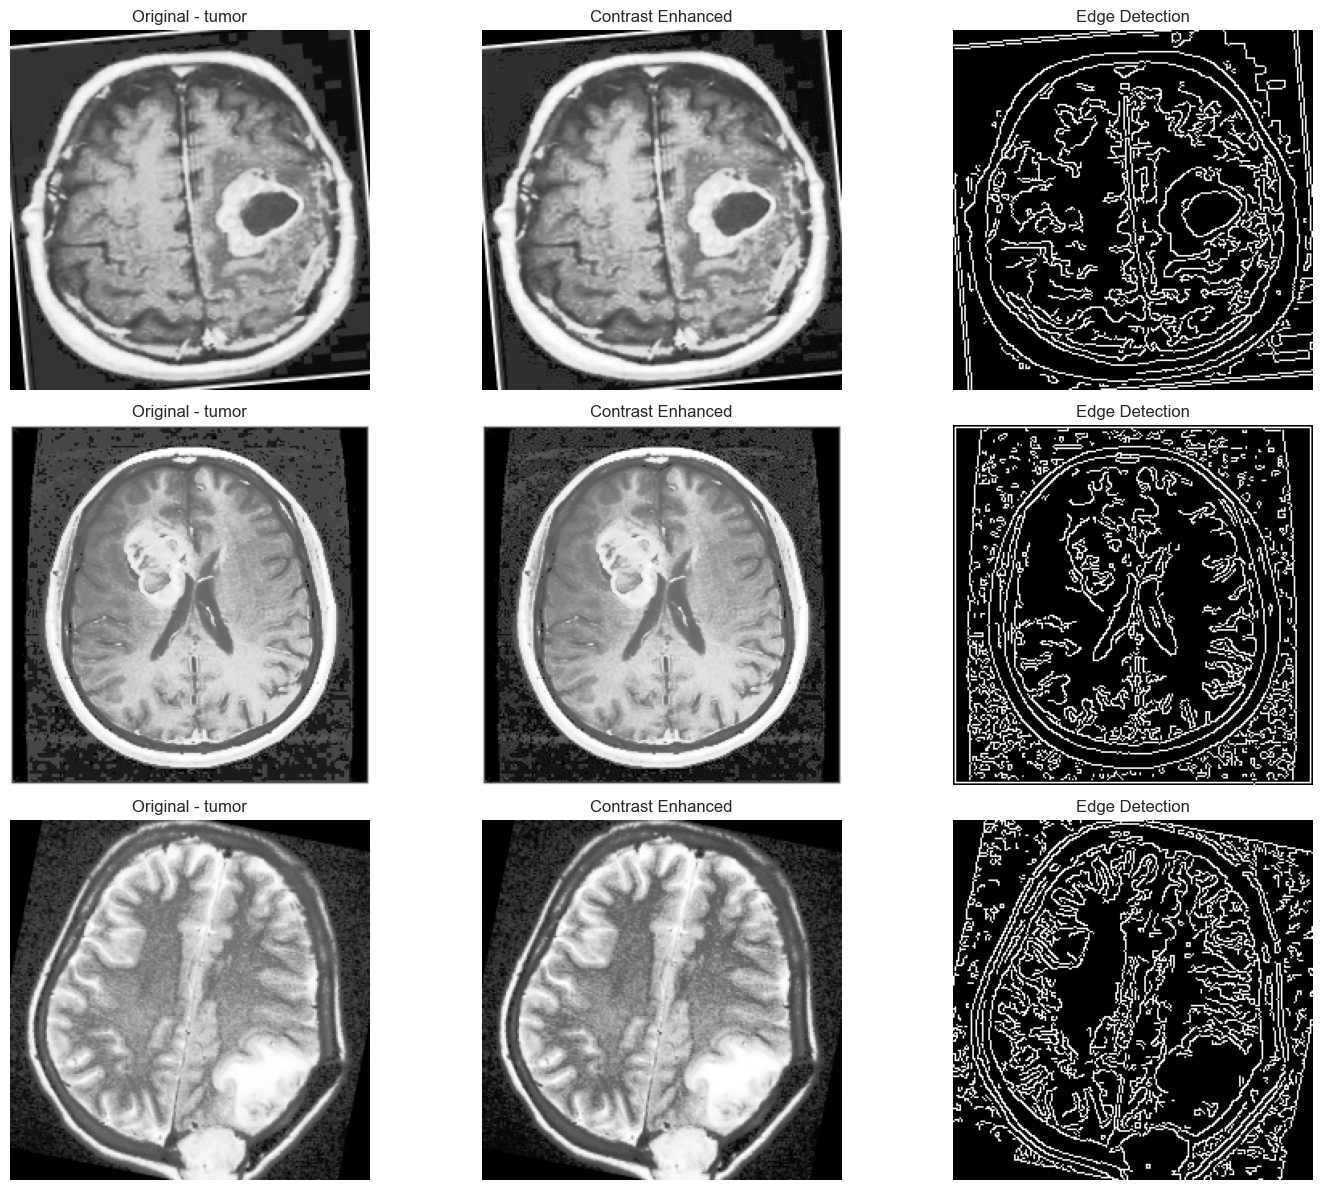 Original - tumor
Contrast Enhanced
Edge Detection
Original - tumor
Contrast Enhanced
Edge Detection
Original - tumor
Contrast Enhanced
Edge Detection